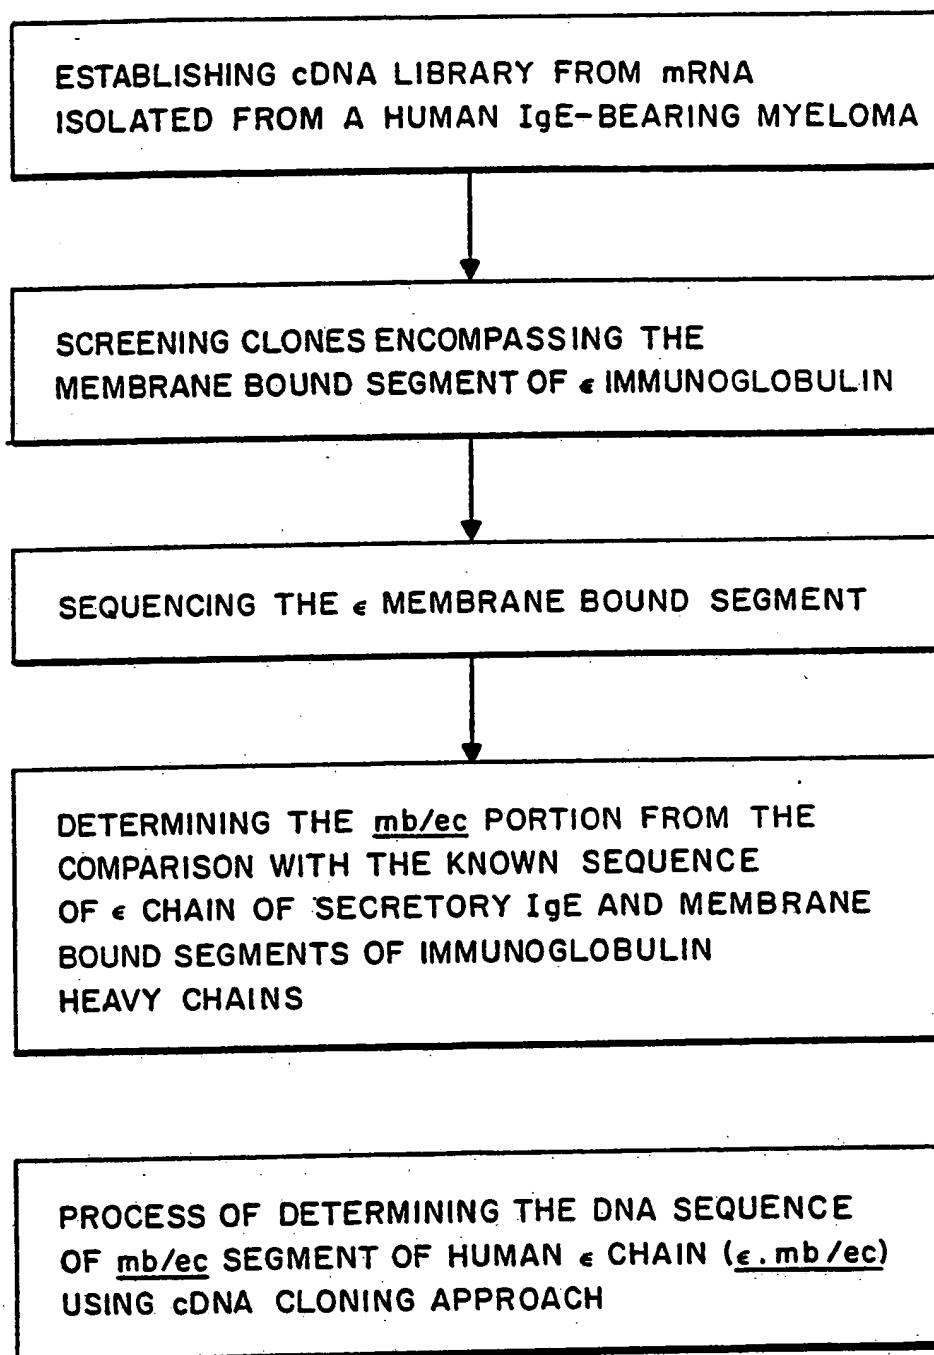 ESTABLISHING cDNA LIBRARY FROM mRNA
ISOLATED FROM A HUMAN IgE-BEARING MYELOMA
SCREENING CLONES ENCOMPASSING THE
MEMBRANE BOUND SEGMENT OF ϵ IMMUNOGLOBULIN
SEQUENCING THE ϵ MEMBRANE BOUND SEGMENT
DETERMINING THE mb/ec PORTION FROM THE
COMPARISON WITH THE KNOWN SEQUENCE
OF ϵ CHAIN OF SECRETORY IgE AND MEMBRANE
BOUND SEGMENTS OF IMMUNOGLOBULIN
HEAVY CHAINS
PROCESS OF DETERMINING THE DNA SEQUENCE
OF mb/ec SEGMENT OF HUMAN ϵ CHAIN (ϵ.mb/ec)
USING cDNA CLONING APPROACH